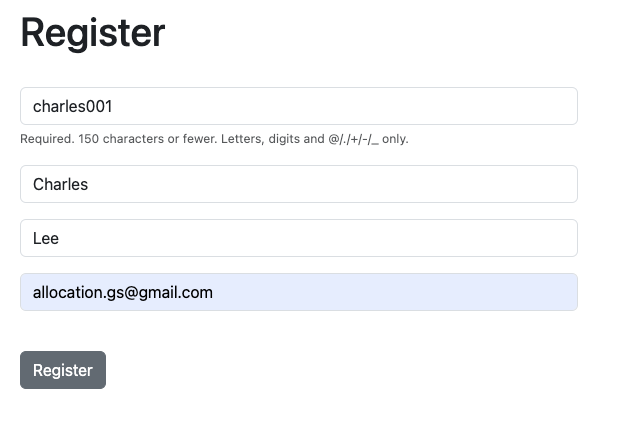 Register
charles001
Required. 150 characters or fewer. Letters, digits and @/./+/-/_ only.
Charles
Lee
allocation.gs@gmail.com
Register